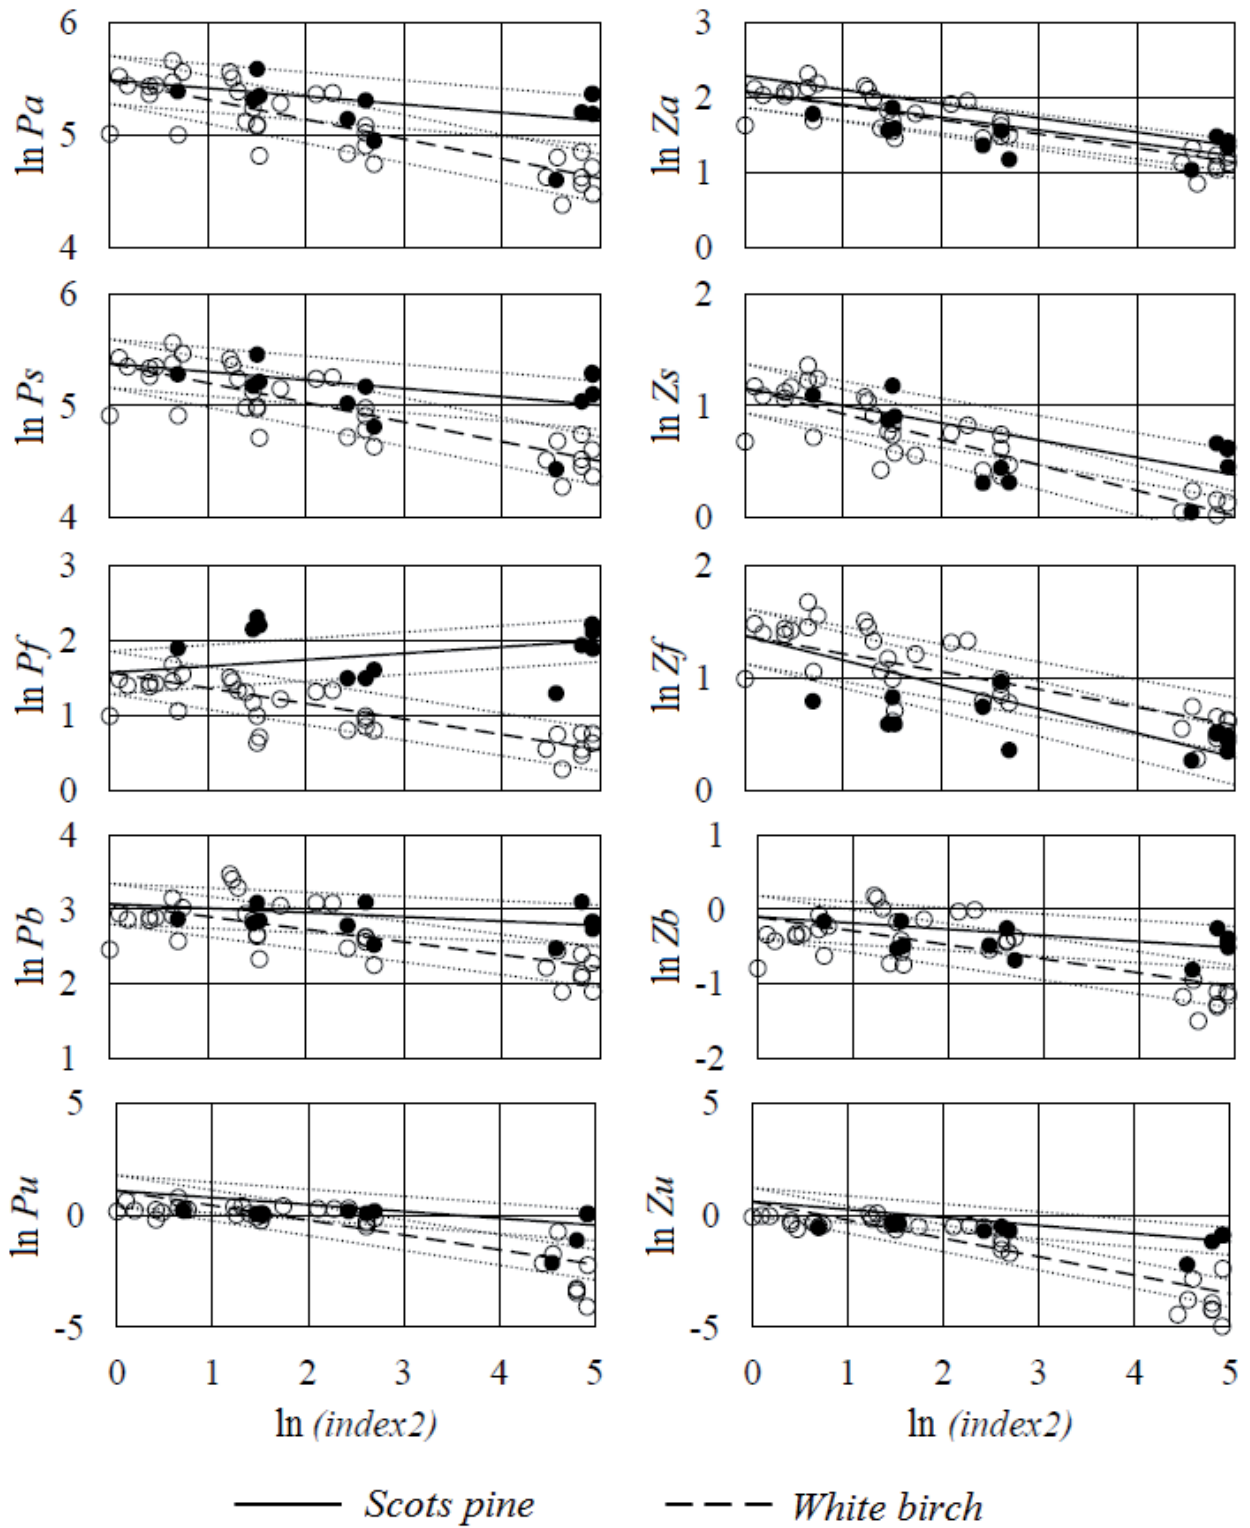 6 3
ln Pa 5 ln Za 2
1
4 0
6 2
ln Ps 5 ln Zs 1
4 0
3 2
2
ln Pf ln Zf 1
1
0 0
4 1
3 0
ln Pb ln Zb
2 -1
1 -2
5 5
ln Pu 0 ln Zu 0
-5 -5
0 1 2 3 4 5 0 1 2 3 4 5
ln (index2) ln (index2)
Scots pine White birch